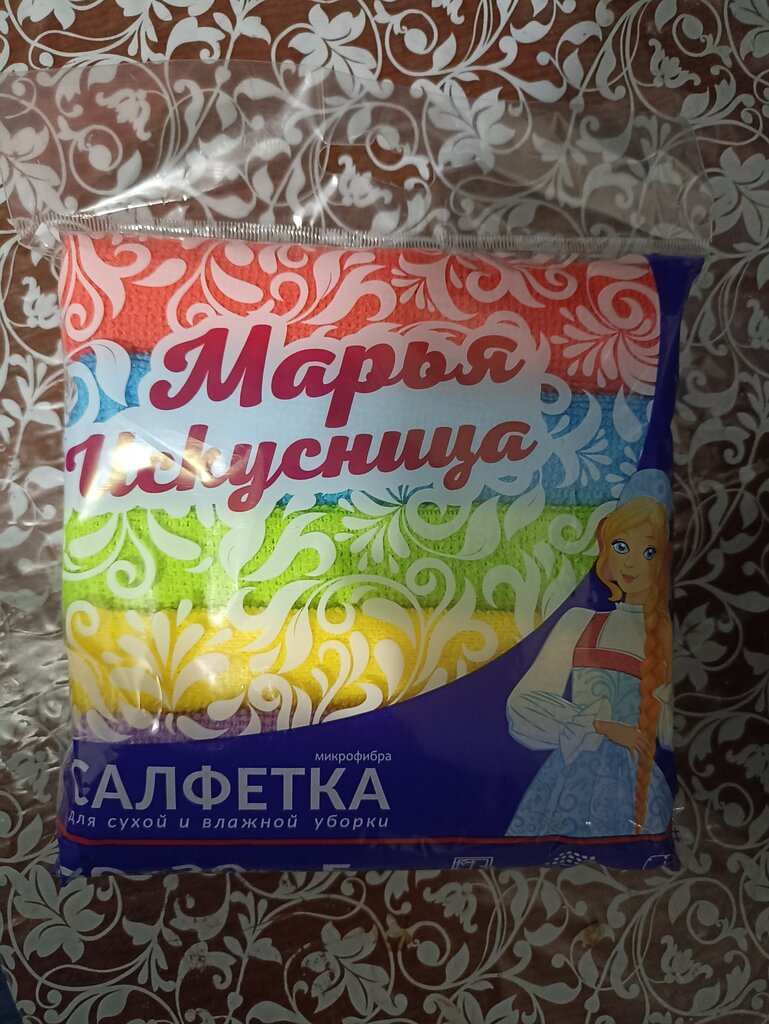 Марья
Искусница
микрофибра
САЛФЕТКА
для сухой и влажной уборки